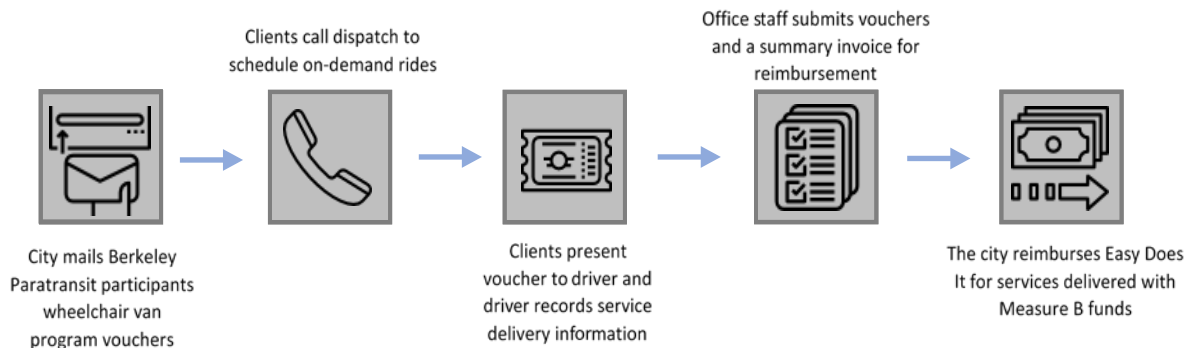 City mails Berkeley
Paratransit participants
wheelchair van
program vouchers
Clients call dispatch to
schedule on-demand rides
Clients present
voucher to driver and
driver records service
delivery information
Office staff submits vouchers
and a summary invoice for
reimbursement
The city reimburses Easy Does
It for services delivered with
Measure B funds